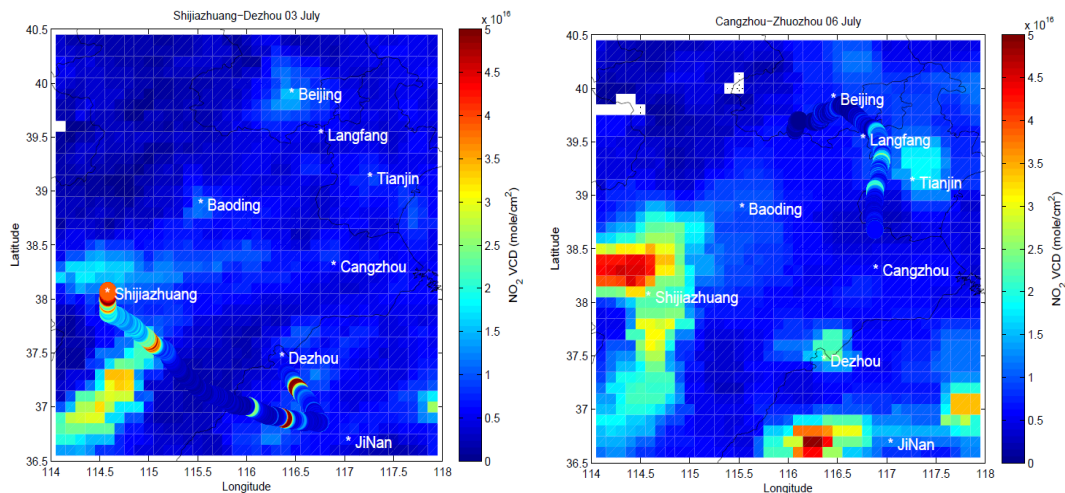 Shijiazhuang-Dezhou 03 July
x 10^16
40.5
40
39.5
39
38.5
38
37.5
37
36.5
Latitude
114
114.5
115
115.5
116
116.5
117
117.5
118
Longitude
* Beijing
* Langfang
* Tianjin
* Baoding
* Cangzhou
* Shijiazhuang
* Dezhou
* JiNan
5
4.5
4
3.5
3
2.5
2
1.5
1
0.5
0
NO₂ VCD (mole/cm²)
Cangzhou-Zhuozhou 06 July
x 10^16
40.5
40
39.5
39
38.5
38
37.5
37
36.5
Latitude
114
114.5
115
115.5
116
116.5
117
117.5
118
Longitude
* Beijing
* Langfang
* Tianjin
* Baoding
* Cangzhou
* Shijiazhuang
* Dezhou
* JiNan
5
4.5
4
3.5
3
2.5
2
1.5
1
0.5
0
NO₂ VCD (mole/cm²)